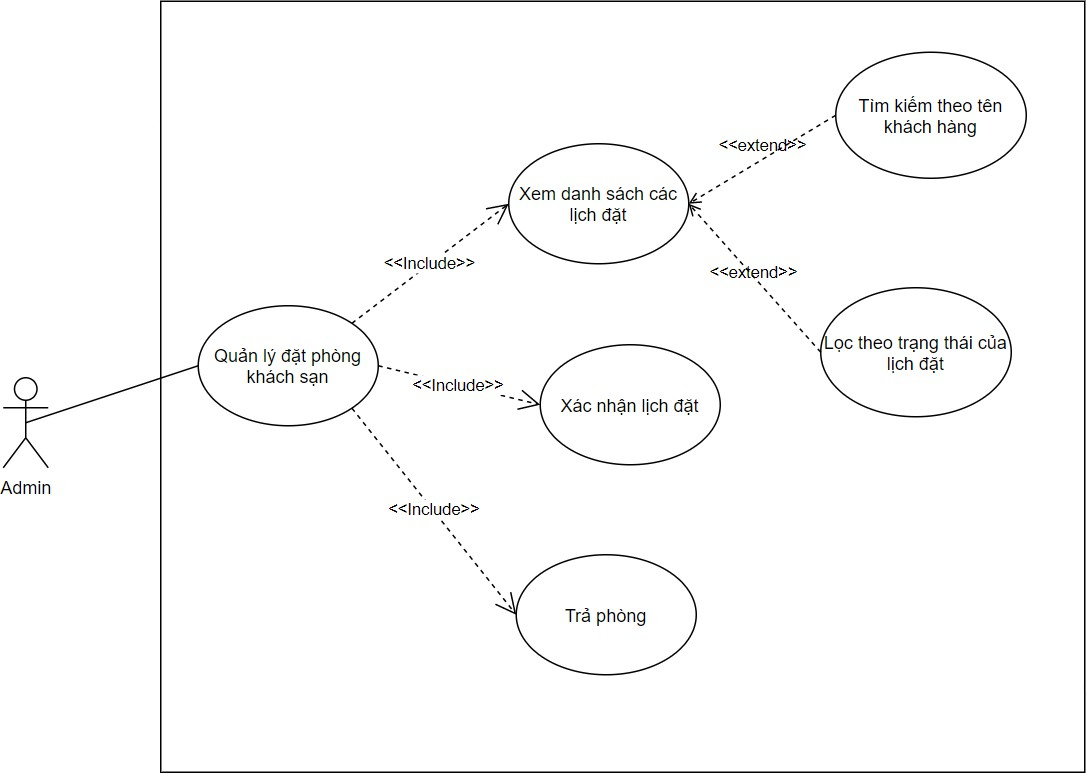 Tìm kiếm theo tên
khách hàng
<<extend>>
Xem danh sách các
lịch đặt
<<Include>>
<<extend>>
Lọc theo trạng thái của
lịch đặt
Quản lý đặt phòng
khách sạn
<<Include>>
Xác nhận lịch đặt
Admin
<<Include>>
Trả phòng